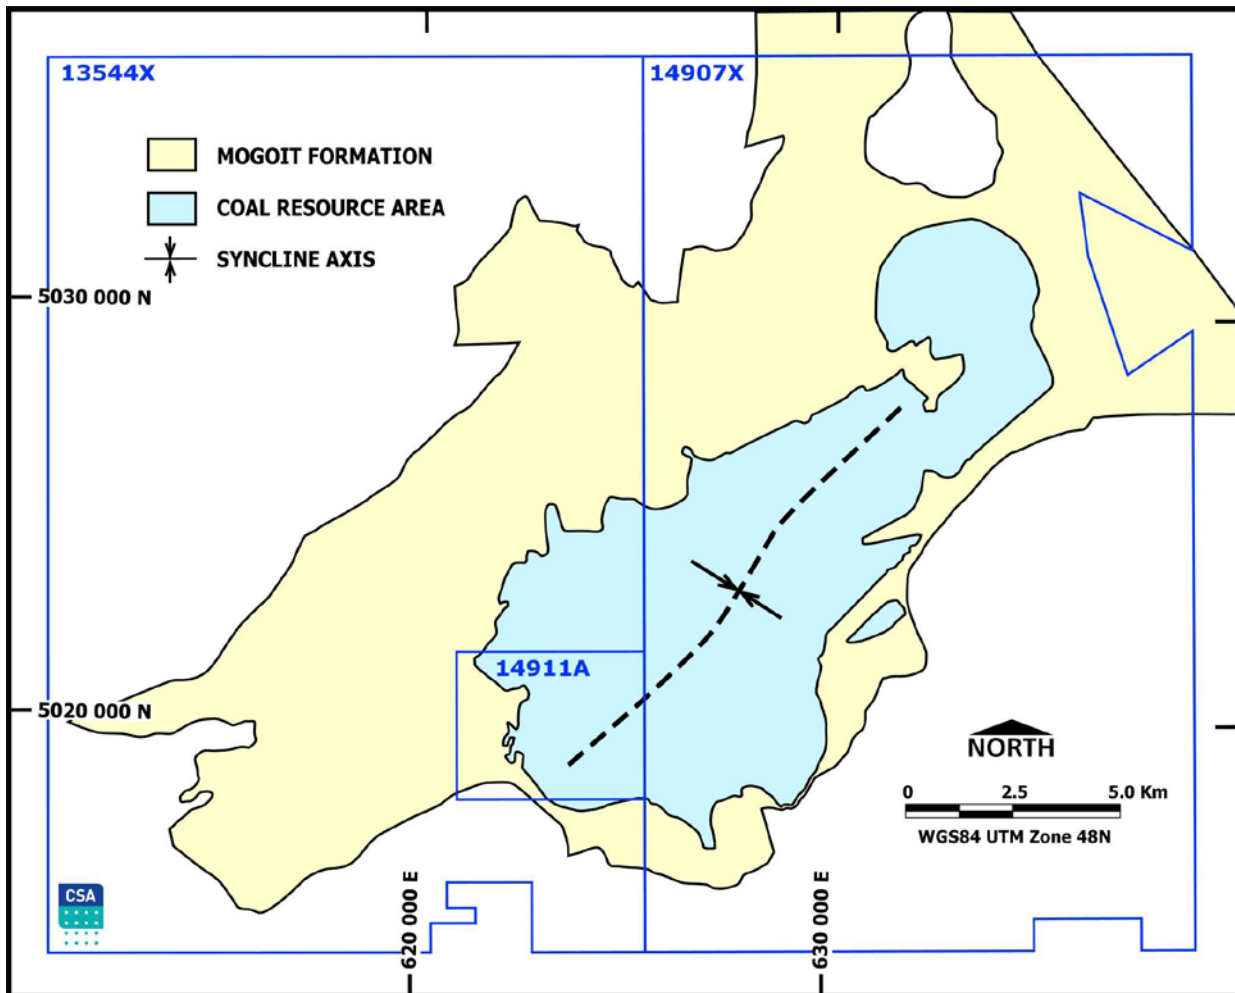 13544X
14907X
MOGOIT FORMATION
COAL RESOURCE AREA
SYNCLINE AXIS
5030 000 N
14911A
5020 000 N
NORTH
0 2.5 5.0 Km
WGS84 UTM Zone 48N
CSA
620 000 E
630 000 E